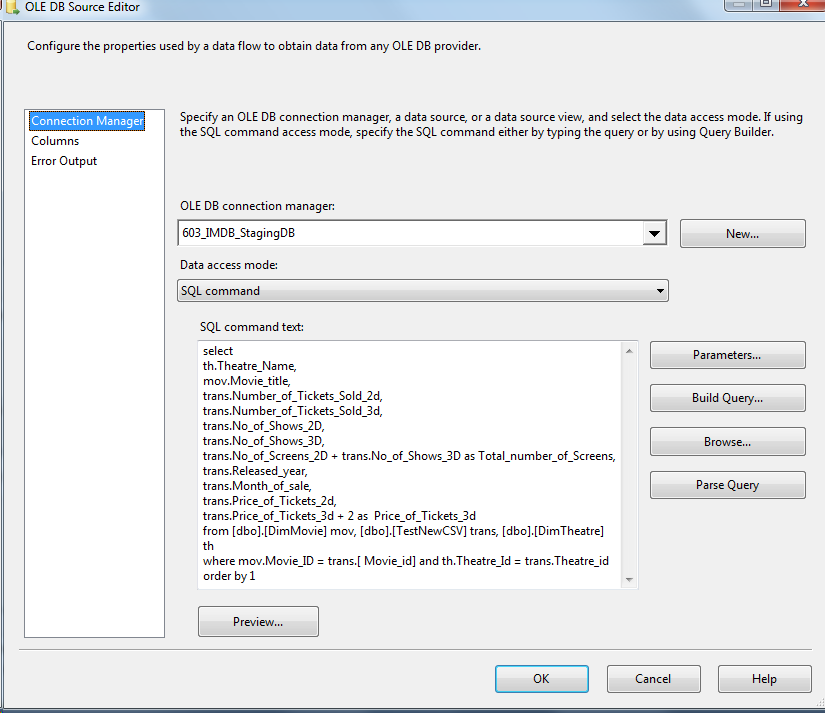 OLE DB Source Editor
Configure the properties used by a data flow to obtain data from any OLE DB provider.
Connection Manager
Columns
Error Output
Specify an OLE DB connection manager, a data source, or a data source view, and select the data access mode. If using
the SQL command access mode, specify the SQL command either by typing the query or by using Query Builder.
OLE DB connection manager:
603_IMDB_StagingDB
New...
Data access mode:
SQL command
SQL command text:
select
th.Theatre_Name,
mov.Movie_title,
trans.Number_of_Tickets_Sold_2d,
trans.Number_of_Tickets_Sold_3d,
trans.No_of_Shows_2D,
trans.No_of_Shows_3D,
trans.No_of_Screens_2D + trans.No_of_Shows_3D as Total_number_of_Screens,
trans.Released_year,
trans.Month_of_sale,
trans.Price_of_Tickets_2d,
trans.Price_of_Tickets_3d + 2 as  Price_of_Tickets_3d
from [dbo].[DimMovie] mov, [dbo].[TestNewCSV] trans, [dbo].[DimTheatre]
th
where mov.Movie_ID = trans.[ Movie_id] and th.Theatre_Id = trans.Theatre_id
order by 1
Parameters...
Build Query...
Browse...
Parse Query
Preview...
OK
Cancel
Help